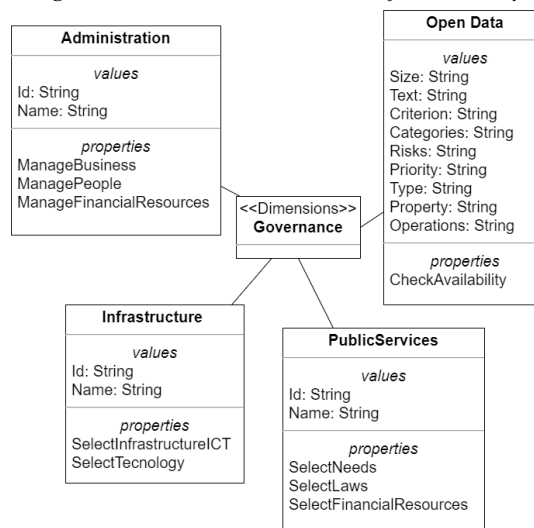 Administration
values
Id: String
Name: String
properties
ManageBusiness
ManagePeople
ManageFinancialResources
Open Data
values
Size: String
Text: String
Criterion: String
Categories: String
Risks: String
Priority: String
Type: String
Property: String
Operations: String
properties
CheckAvailability
<<Dimensions>>
Governance
Infrastructure
values
Id: String
Name: String
properties
SelectInfrastructureICT
SelectTecnology
PublicServices
values
Id: String
Name: String
properties
SelectNeeds
SelectLaws
SelectFinancialResources